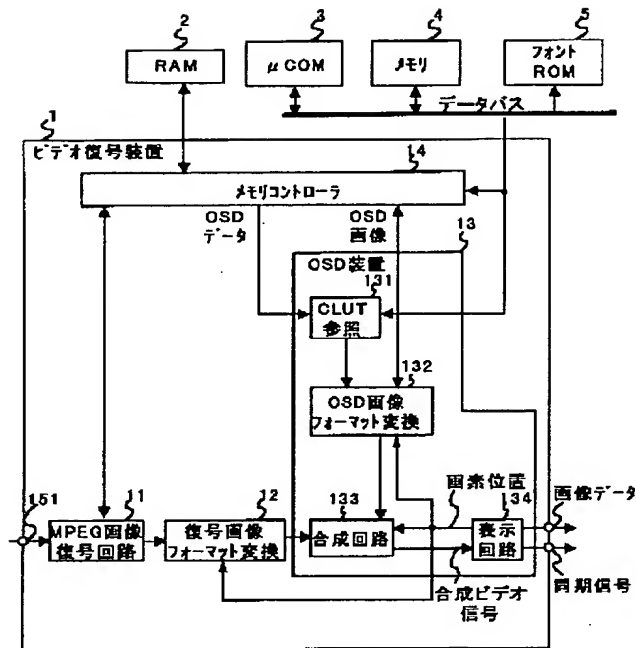 2
3
4
5
RAM
μCOM
メモリ
フォント
ROM
データバス
1
ビデオ復号装置
14
メモリコントローラ
OSD
データ
OSD
画像
13
OSD装置
131
CLUT
参照
132
OSD画像
フォーマット変換
151
11
MPEG画像
復号回路
12
復号画像
フォーマット変換
133
合成回路
画素位置
134
表示
回路
画像データ
合成ビデオ
信号
同期信号